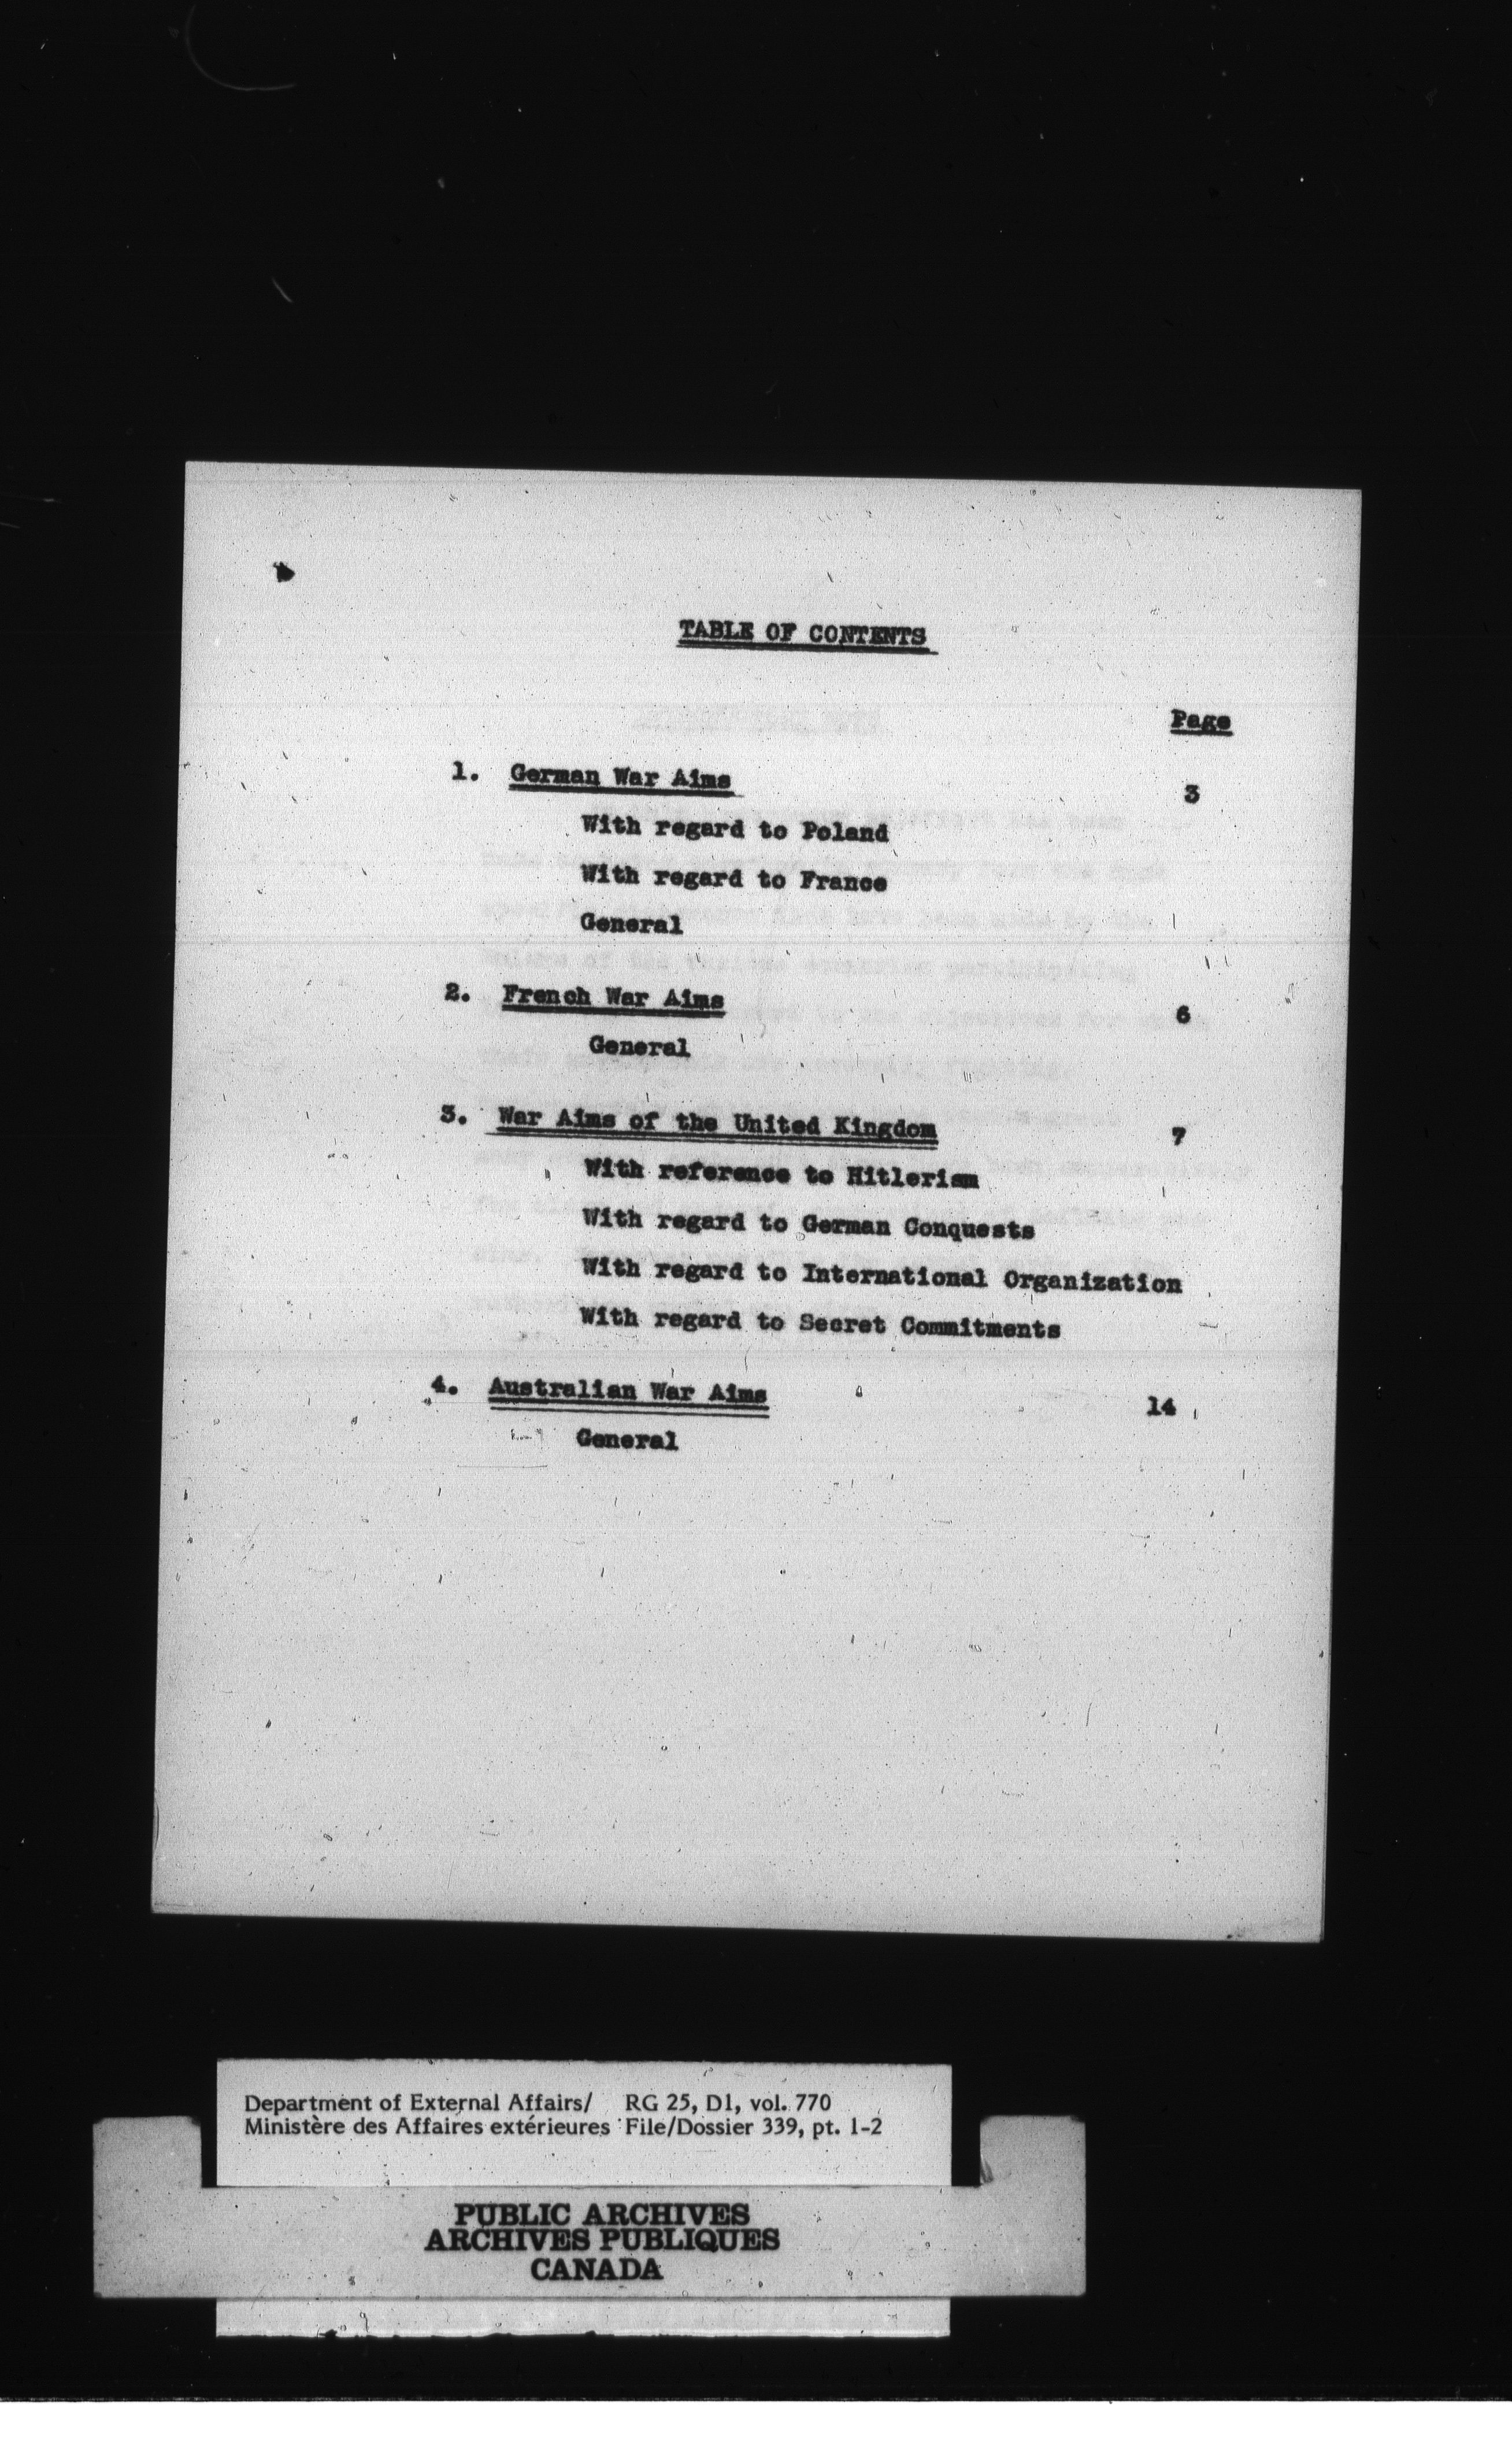 TABLE OF CONTENTS
Page
1. German War Aims 3
With regard to Poland
With regard to France
General
2. French War Aims 6
General
3. War Aims of the United Kingdom 7
With reference to Hitlerism
With regard to German Conquests
With regard to International Organization
With regard to Secret Commitments
4. Australian War Aims 14
General
Department of External Affairs/ RG 25, D1, vol. 770
Ministère des Affaires extérieures File/Dossier 339, pt. 1-2
PUBLIC ARCHIVES
ARCHIVES PUBLIQUES
CANADA